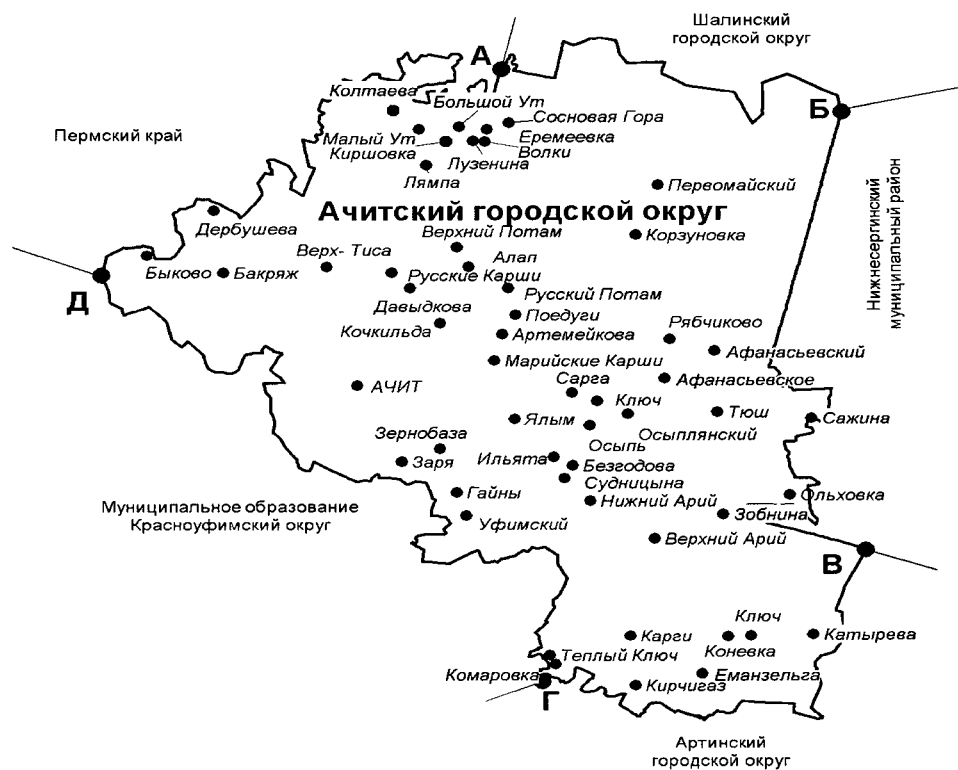 Шалинский
городской округ
А
Колтаева
Большой Ут
Сосновая Гора
Б
Пермский край
Малый Ут
Еремеевка
Киршовка
Волки
Лузенина
Лямпа
Первомайский
Нижнесергинский
муниципальный район
Ачитский городской округ
Дербушева
Верхний Потам
Корзуновка
Верх- Тиса
Алап
Быково
Бакряж
Русские Карши
Д
Давыдкова
Русский Потам
Кочкильда
Поедуги
Рябчиково
Артемейкова
Афанасьевский
Марийские Карши
Сарга
Афанасьевское
АЧИТ
Ключ
Тюш
Сажина
Ялым
Осыплянский
Зернобаза
Осыпь
Заря
Ильята
Безгодова
Судницына
Гайны
Нижний Арий
Ольховка
Муниципальное образование
Красноуфимский округ
Уфимский
Зобнина
Верхний Арий
В
Ключ
Карги
Катырева
Коневка
Теплый Ключ
Комаровка
Еманзельга
Кирчигаз
Г
Артинский
городской округ